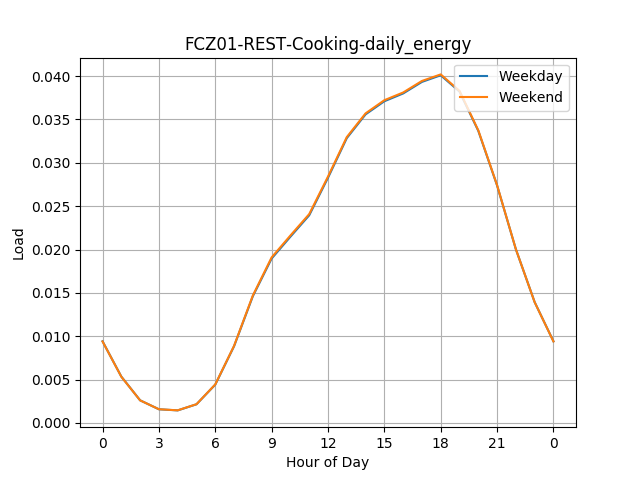 FCZ01-REST-Cooking-daily_energy
Weekday
Weekend
0.040
0.035
0.030
0.025
0.020
0.015
0.010
0.005
0.000
Load
0 3 6 9 12 15 18 21 0
Hour of Day